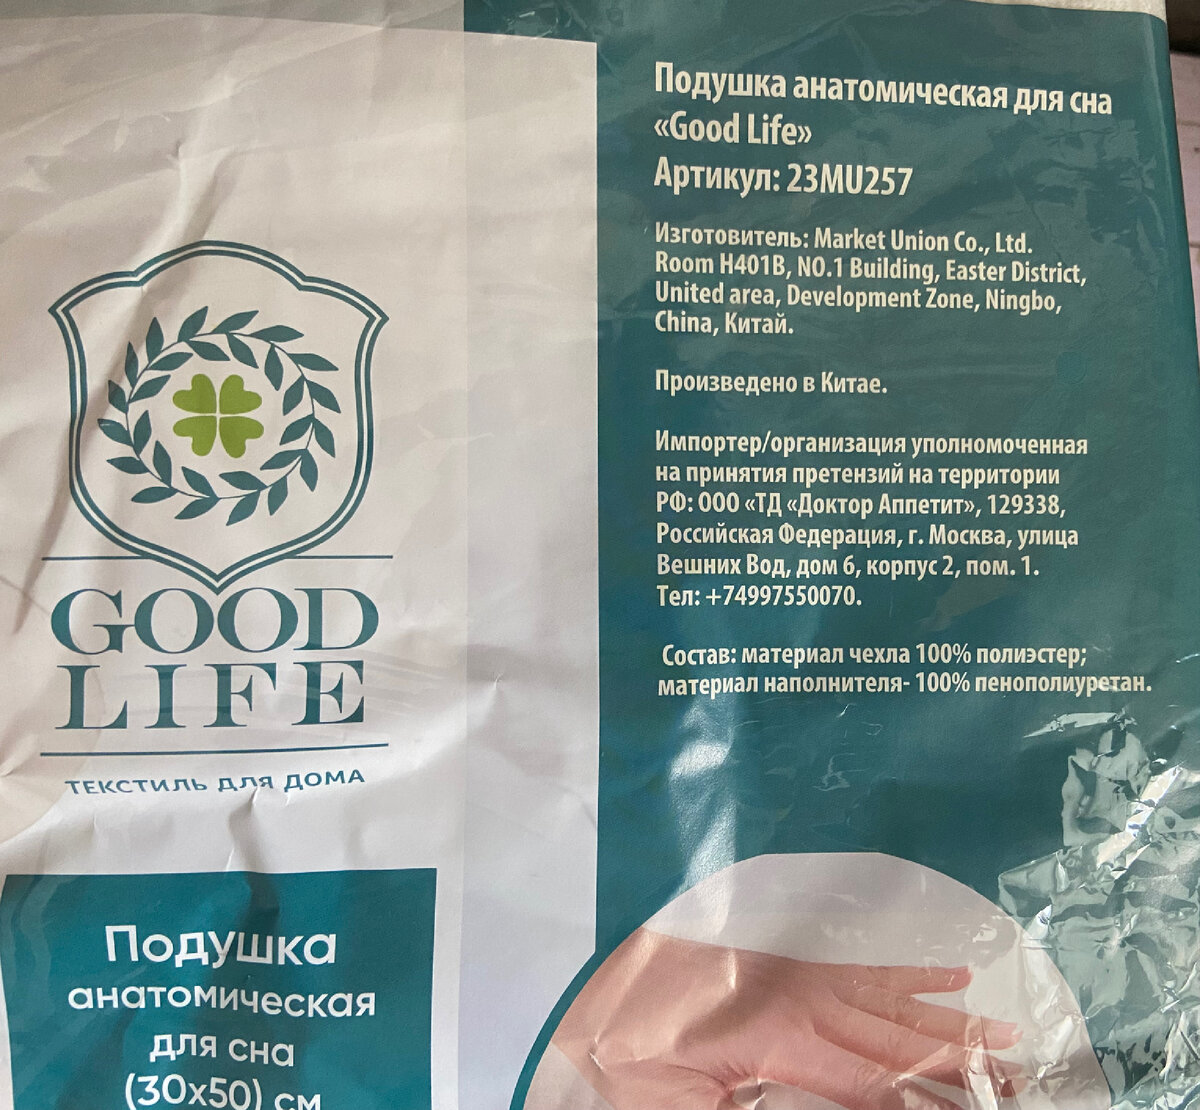 GOOD
LIFE
ТЕКСТИЛЬ ДЛЯ ДОМА
Подушка
анатомическая
для сна
(30х50) см
Подушка анатомическая для сна
«Good Life»
Артикул: 23MU257
Изготовитель: Market Union Co., Ltd.
Room H401B, NO.1 Building, Easter District,
United area, Development Zone, Ningbo,
China, Китай.
Произведено в Китае.
Импортер/организация уполномоченная
на принятия претензий на территории
РФ: ООО «ТД «Доктор Аппетит», 129338,
Российская Федерация, г. Москва, улица
Вешних Вод, дом 6, корпус 2, пом. 1.
Тел: +74997550070.
Состав: материал чехла 100% полиэстер;
материал наполнителя- 100% пенополиуретан.